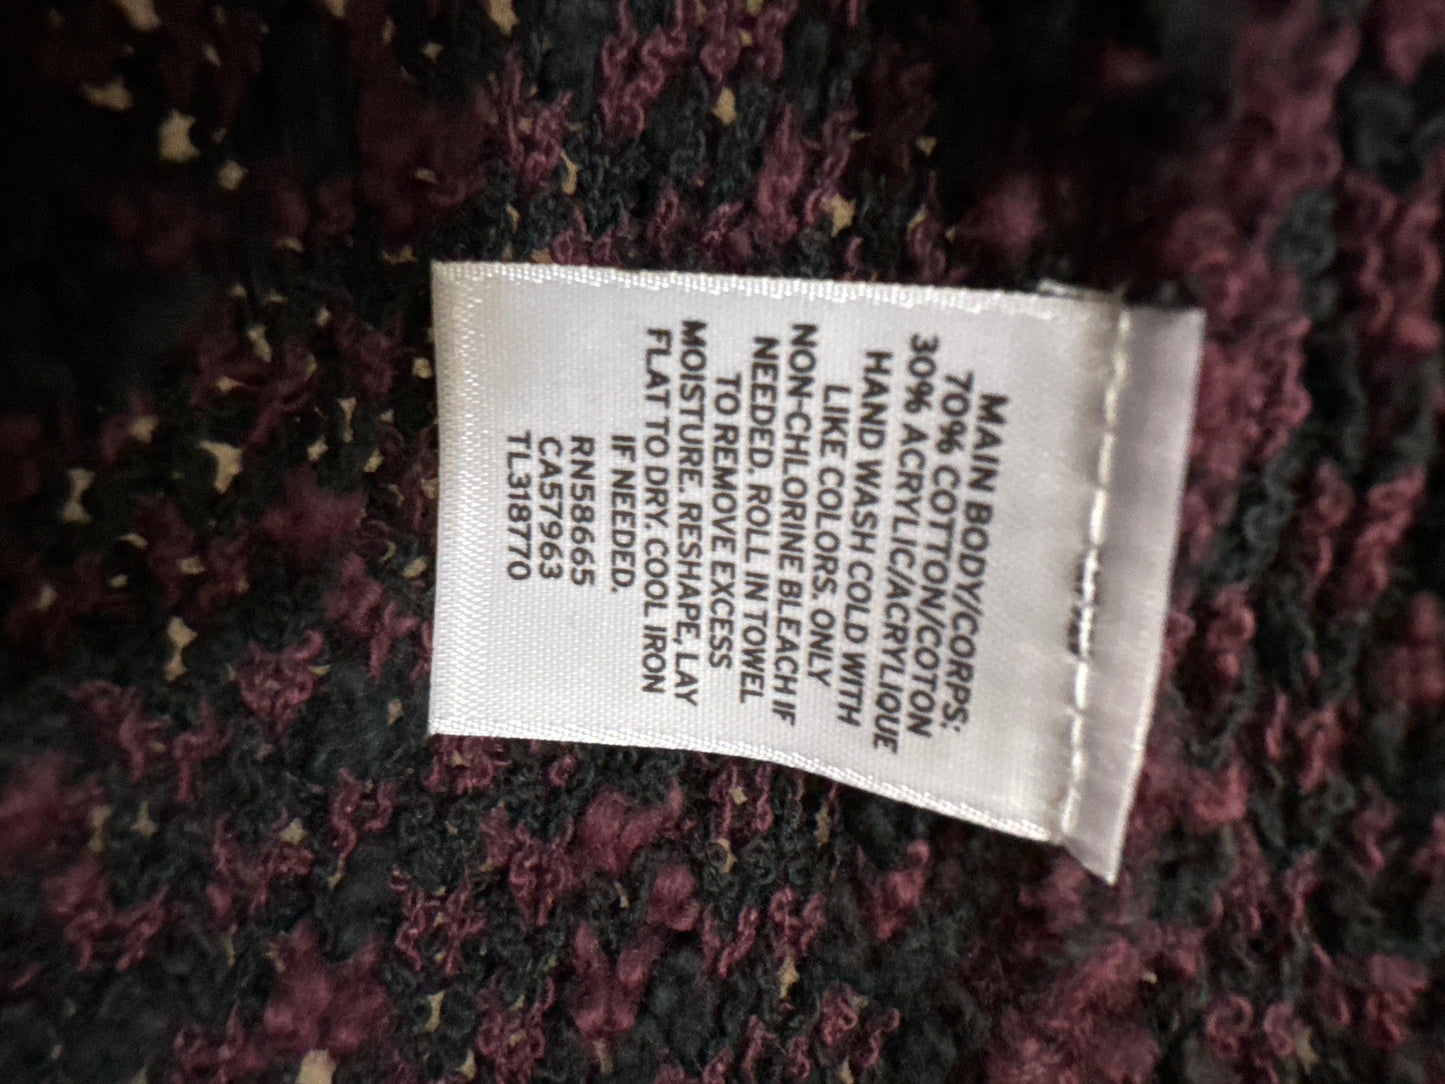 MAIN BODY/CORPS:
70% COTTON/COTON
30% ACRYLIC/ACRYLIQUE
HAND WASH COLD WITH
LIKE COLORS. ONLY
NON-CHLORINE BLEACH IF
NEEDED. ROLL IN TOWEL
TO REMOVE EXCESS
MOISTURE. RESHAPE, LAY
FLAT TO DRY. COOL IRON
IF NEEDED.
RN58665
CA57963
TL318770